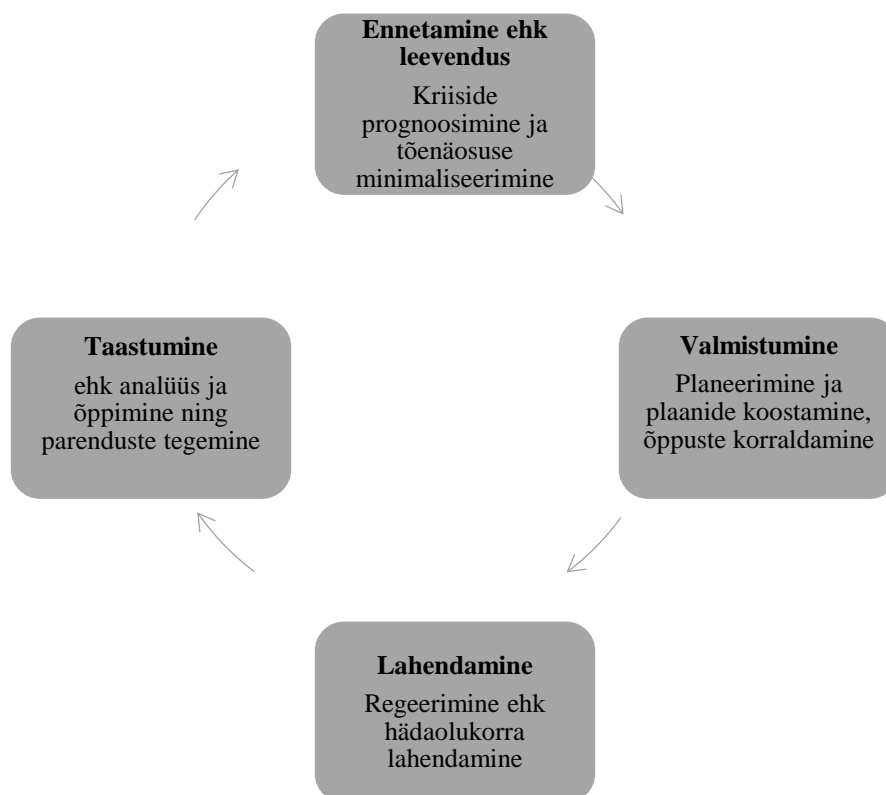 Ennetamine ehk
leevendus
Kriiside
prognoosimine ja
tõenäosuse
minimaliseerimine
Valmistumine
Planeerimine ja
plaanide koostamine,
õppuste korraldamine
Lahendamine
Regeerimine ehk
hädaolukorra
lahendamine
Taastumine
ehk analüüs ja
õppimine ning
parenduste tegemine